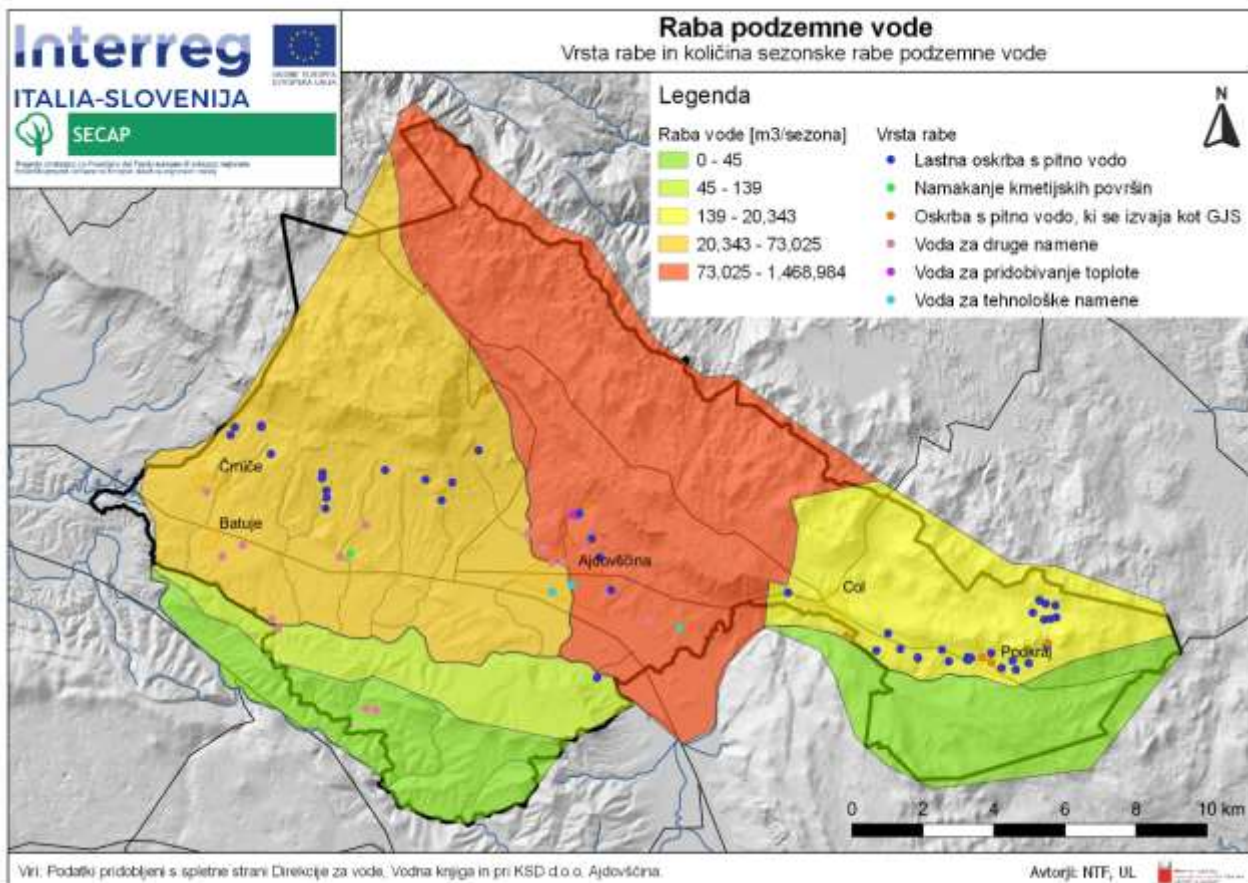 Interreg
ITALIA-SLOVENIJA
SECAP
Raba podzemne vode
Vrsta rabe in količina sezonske rabe podzemne vode
Legenda
N
Raba vode [m3/sezona]
0 - 45
45 - 139
139 - 20,343
20,343 - 73,025
73,025 - 1,468,984
Vrsta rabe
Lastna oskrba s pitno vodo
Namakanje kmetijskih površin
Oskrba s pitno vodo, ki se izvaja kot GJS
Voda za druge namene
Voda za pridobivanje toplote
Voda za tehnološke namene
Črniče
Batuje
Ajdovščina
Col
Podkraj
0 2 4 6 8 10 km
Viri: Podatki pridobljeni s spletne strani Direkcije za vode, Vodna knjiga in pri KSD d.o.o. Ajdovščina.
Avtorji: NTF, UL